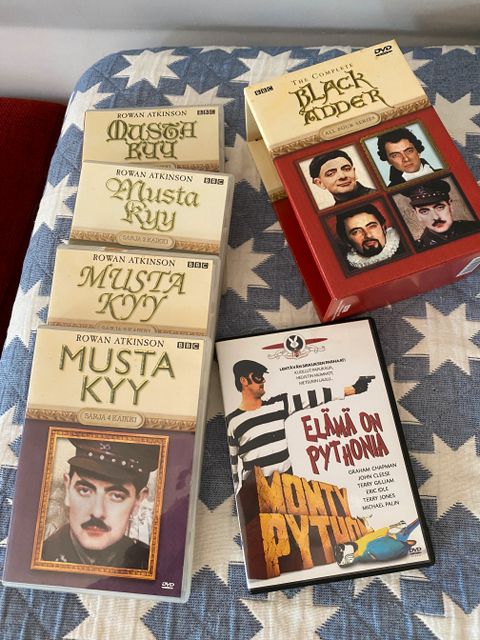 ROWAN ATKINSON
BBC
MUSTA
KYY
ROWAN ATKINSON
BBC
Musta
Kyy
SARJA 2 KAIKKI
ROWAN ATKINSON
BBC
MUSTA
KYY
ROWAN ATKINSON
BBC
MUSTA
KYY
SARJA 4 KAIKKI
DVD
BBC
THE COMPLETE
DVD
BLACK
ADDER
ALL FOUR SERIES
KUOLLUT PAPUKAIJA,
ELÄMÄ ON
PYTHONIA
GRAHAM CHAPMAN
JOHN CLEESE
TERRY GILLIAM
ERIC IDLE
TERRY JONES
MICHAEL PALIN
MONTY
PYTHON
DVD